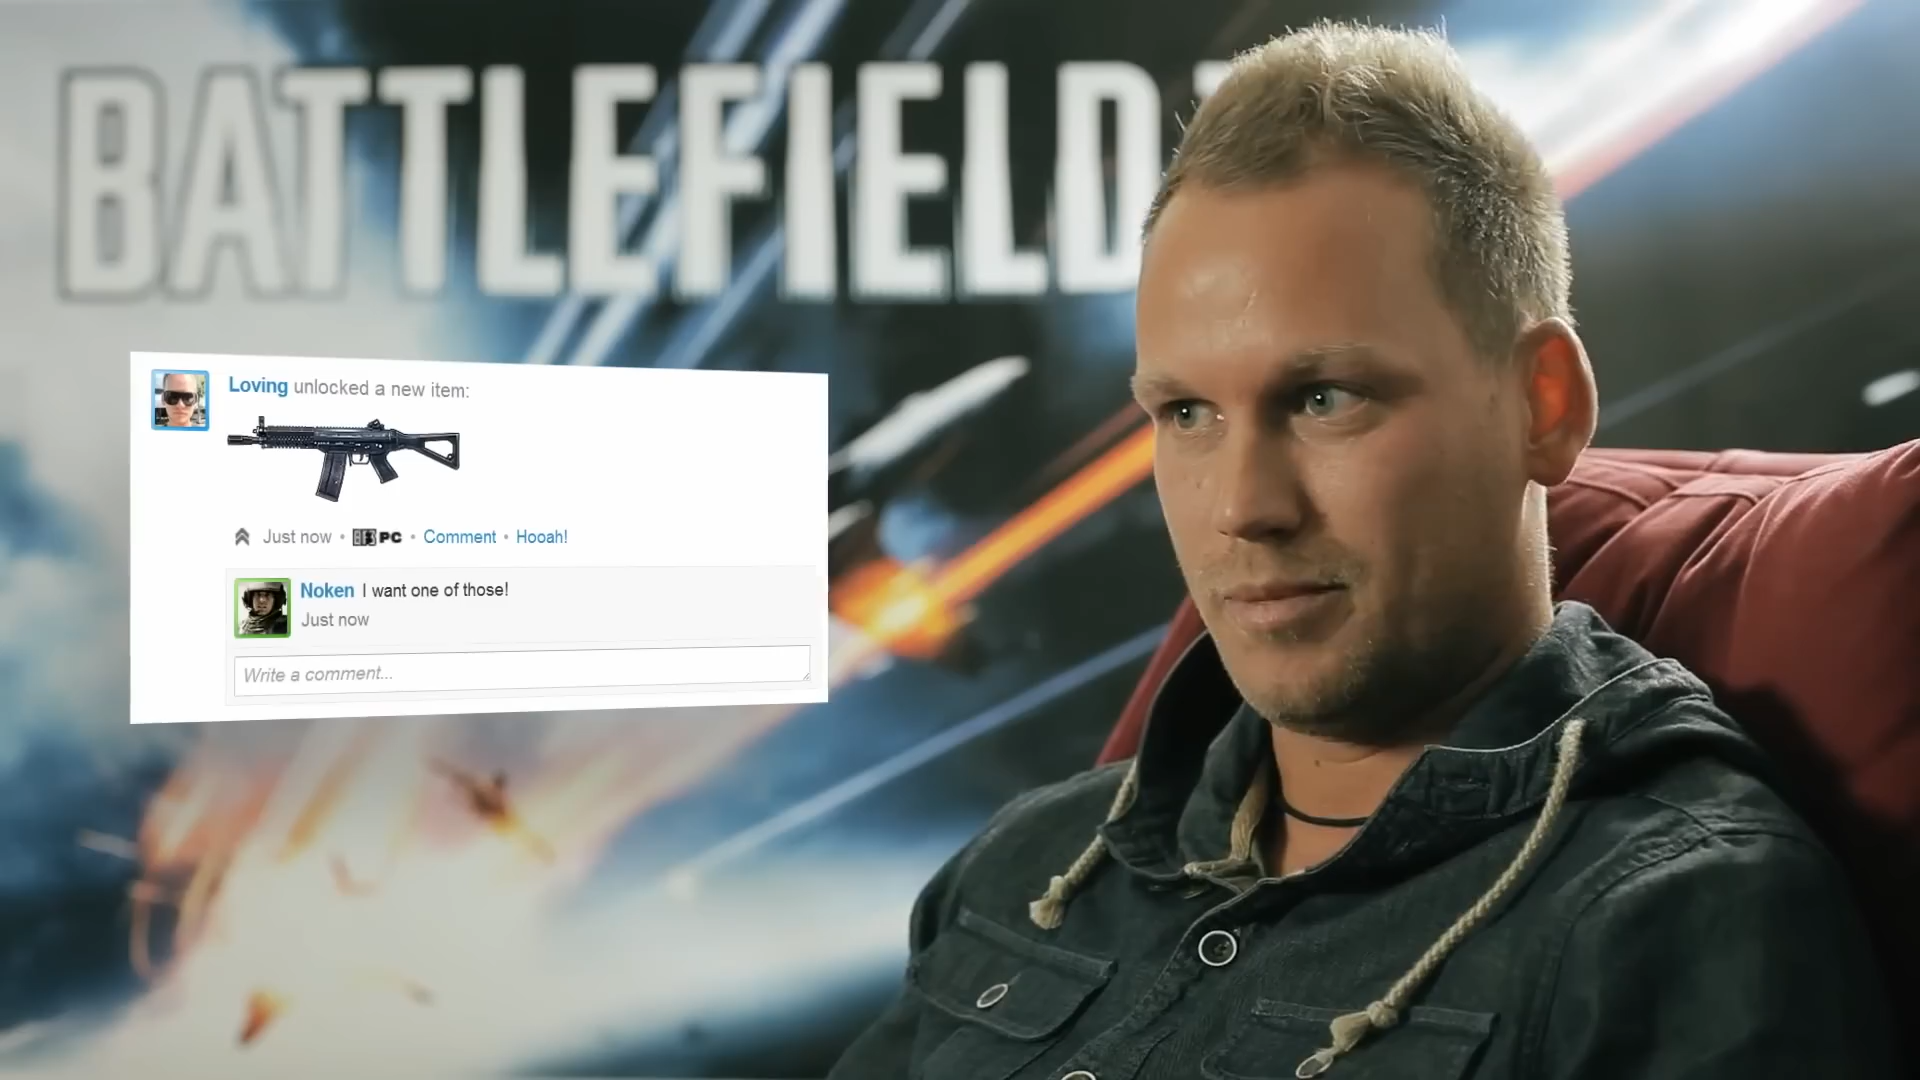 BATTLEFIELD
Loving unlocked a new item:
Just now • BF3 PC • Comment • Hooah!
Noken I want one of those!
Just now
Write a comment...